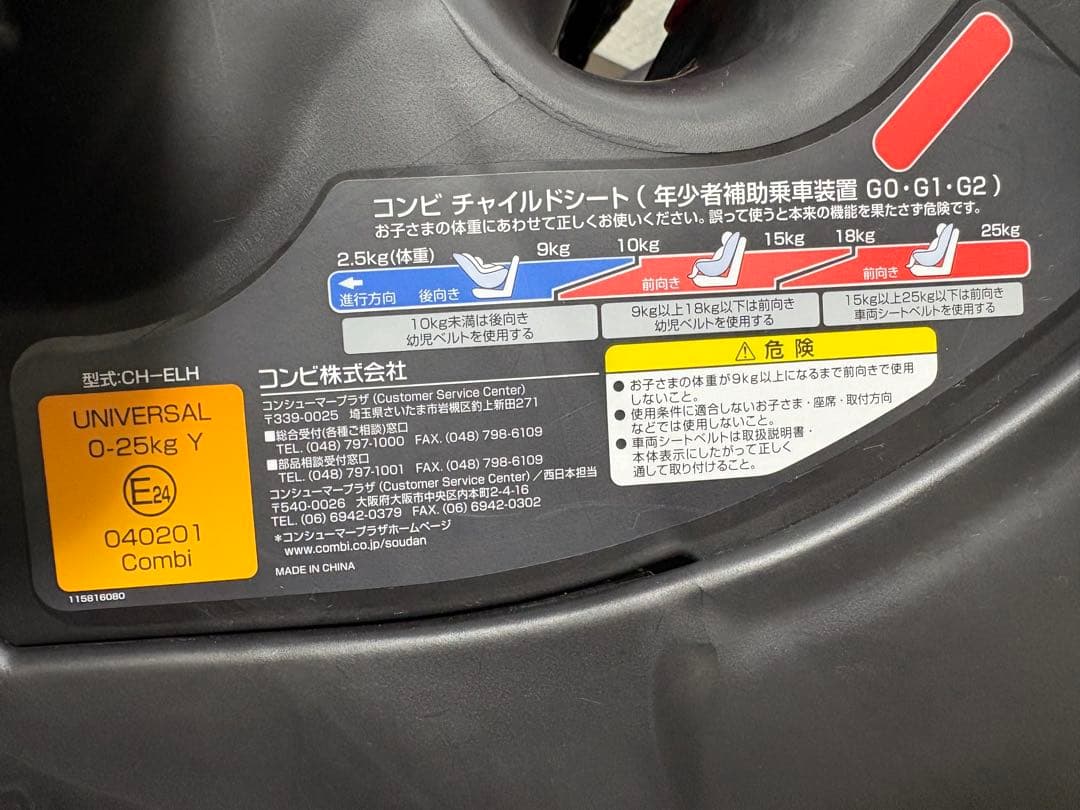 コンビ チャイルドシート ( 年少者補助乗車装置 G0・G1・G2 )
お子さまの体重にあわせて正しくお使いください。誤って使うと本来の機能を果たさず危険です。
2.5kg(体重) 9kg 10kg 15kg 18kg 25kg
進行方向 後向き 前向き 前向き
10kg未満は後向き
幼児ベルトを使用する
9kg以上18kg以下は前向き
幼児ベルトを使用する
15kg以上25kg以下は前向き
車両シートベルトを使用する
型式:CH-ELH
UNIVERSAL
0-25kg Y
E24
040201
Combi
115816080
コンビ株式会社
コンシューマープラザ (Customer Service Center)
〒339-0025 埼玉県さいたま市岩槻区釣上新田271
■総合受付(各種ご相談)窓口
TEL. (048) 797-1000 FAX. (048) 798-6109
■部品相談受付窓口
TEL. (048) 797-1001 FAX. (048) 798-6109
コンシューマープラザ (Customer Service Center)／西日本担当
〒540-0026 大阪府大阪市中央区内本町2-4-16
TEL. (06) 6942-0379 FAX. (06) 6942-0302
*コンシューマープラザホームページ
www.combi.co.jp/soudan
MADE IN CHINA
⚠ 危険
● お子さまの体重が9kg以上になるまで前向きで使用
しないこと。
● 使用条件に適合しないお子さま・座席・取付方向
などでは使用しないこと。
● 車両シートベルトは取扱説明書・
本体表示にしたがって正しく
通して取り付けること。